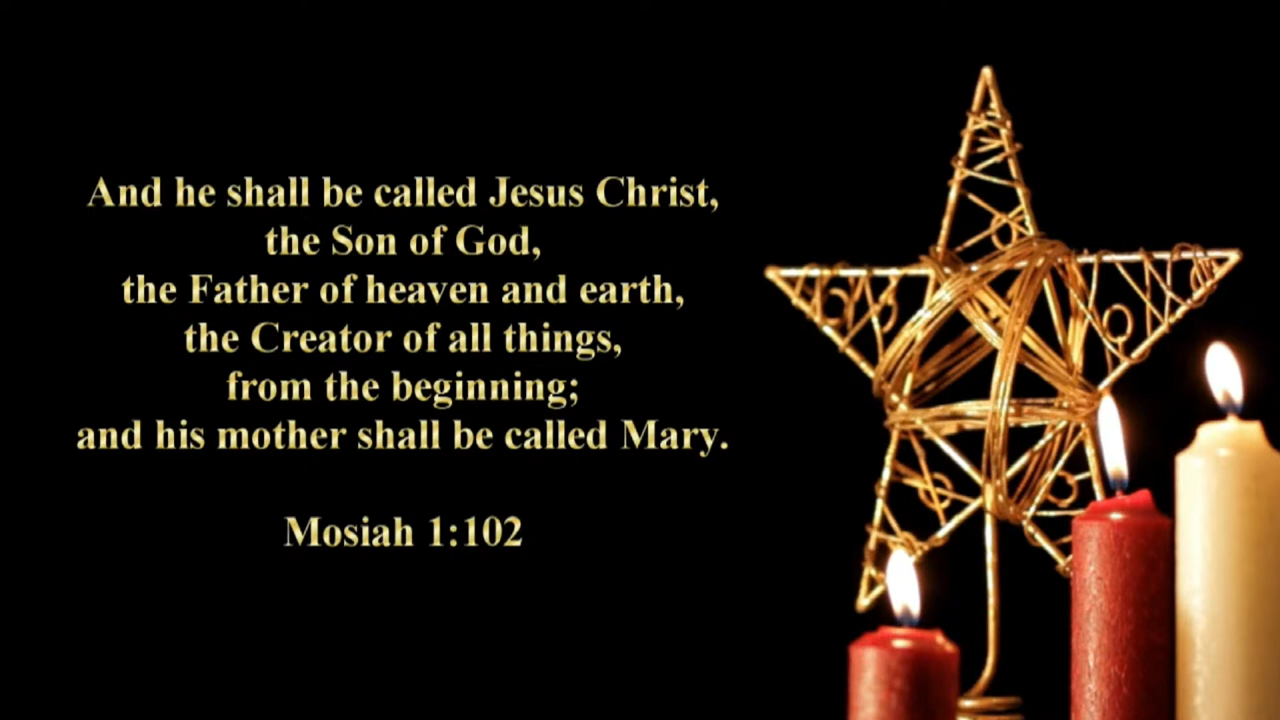 And he shall be called Jesus Christ,
the Son of God,
the Father of heaven and earth,
the Creator of all things,
from the beginning;
and his mother shall be called Mary.
Mosiah 1:102